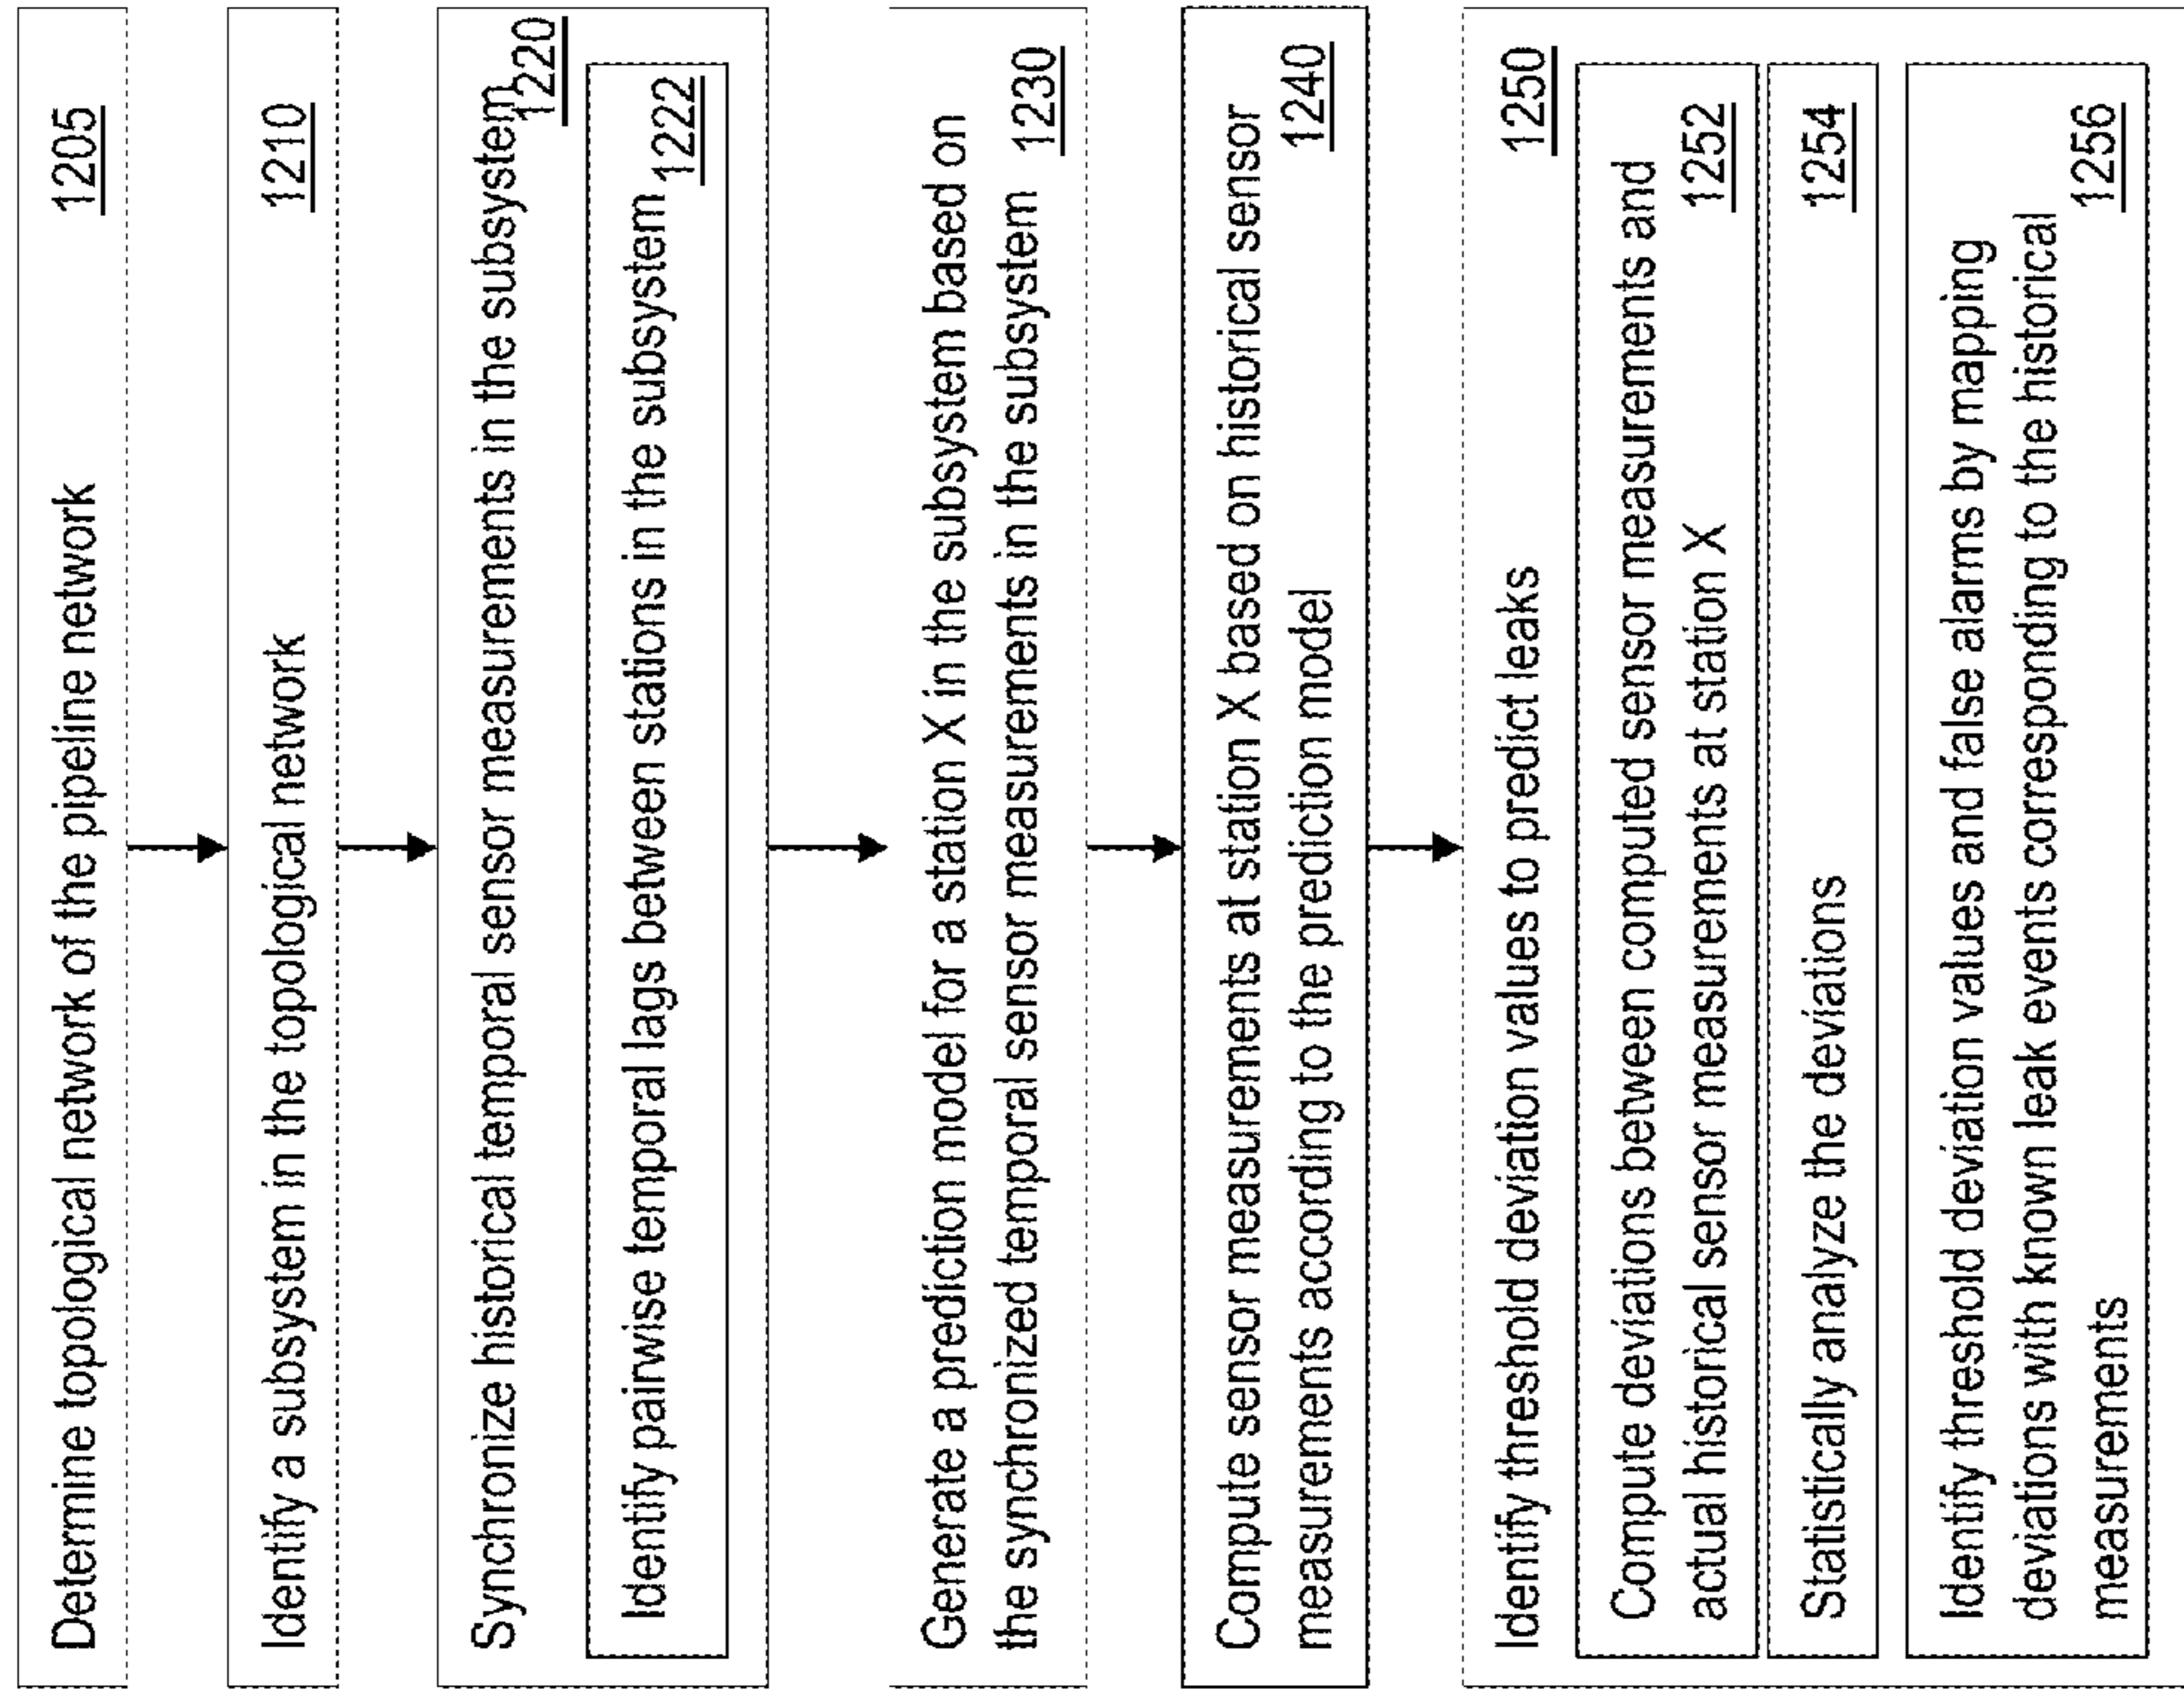 Determine topological network of the pipeline network 1205
Identify a subsystem in the topological network 1210
Synchronize historical temporal sensor measurements in the subsystem
1220
Identify pairwise temporal lags between stations in the subsystem
1222
Generate a prediction model for a station X in the subsystem based on
the synchronized temporal sensor measurements in the subsystem 1230
Compute sensor measurements at station X based on historical sensor
measurements according to the prediction model 1240
Identify threshold deviation values to predict leaks 1250
Compute deviations between computed sensor measurements and
actual historical sensor measurements at station X 1252
Statistically analyze the deviations 1254
Identify threshold deviation values and false alarms by mapping
deviations with known leak events corresponding to the historical
measurements 1256